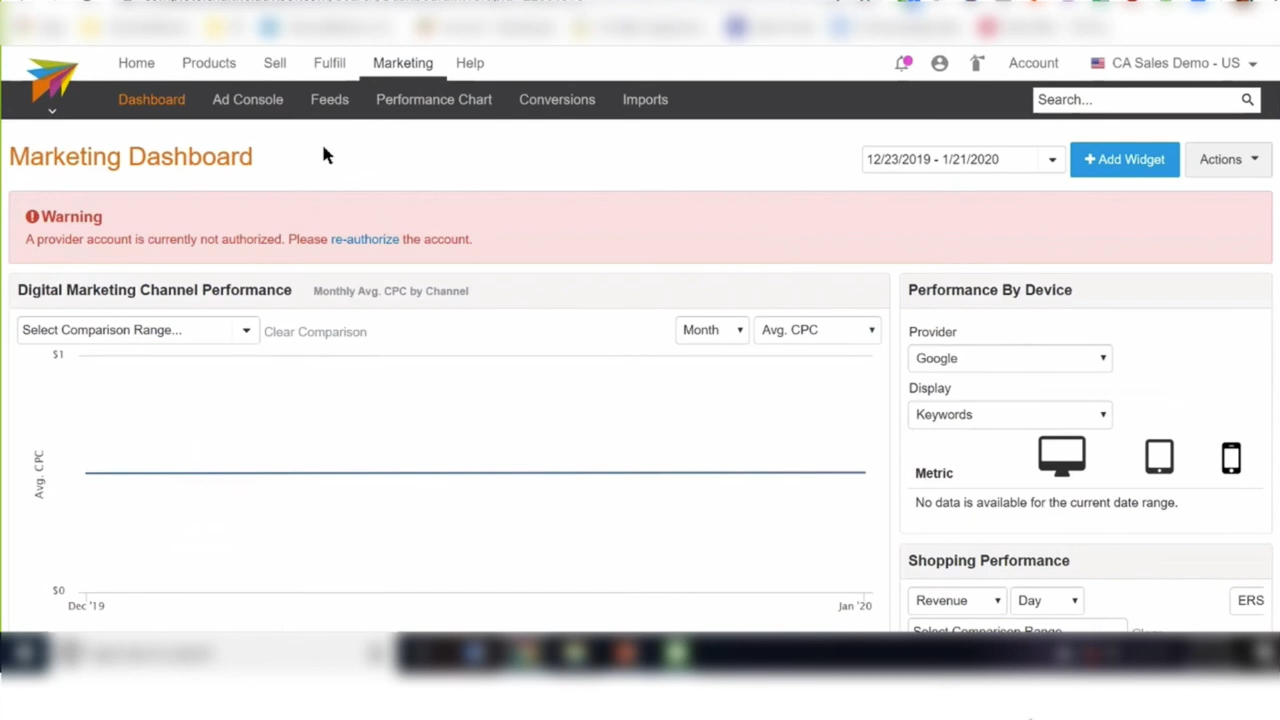 Home Products Sell Fulfill Marketing Help Account CA Sales Demo - US
Dashboard Ad Console Feeds Performance Chart Conversions Imports Search...
Marketing Dashboard 12/23/2019 - 1/21/2020 Add Widget Actions
Warning
A provider account is currently not authorized. Please re-authorize the account.
Digital Marketing Channel Performance Monthly Avg. CPC by Channel
Select Comparison Range... Clear Comparison Month Avg. CPC
$1
Avg. CPC
$0
Dec '19 Jan '20
Performance By Device
Provider
Google
Display
Keywords
Metric
No data is available for the current date range.
Shopping Performance
Revenue Day ERS
Select Comparison Range